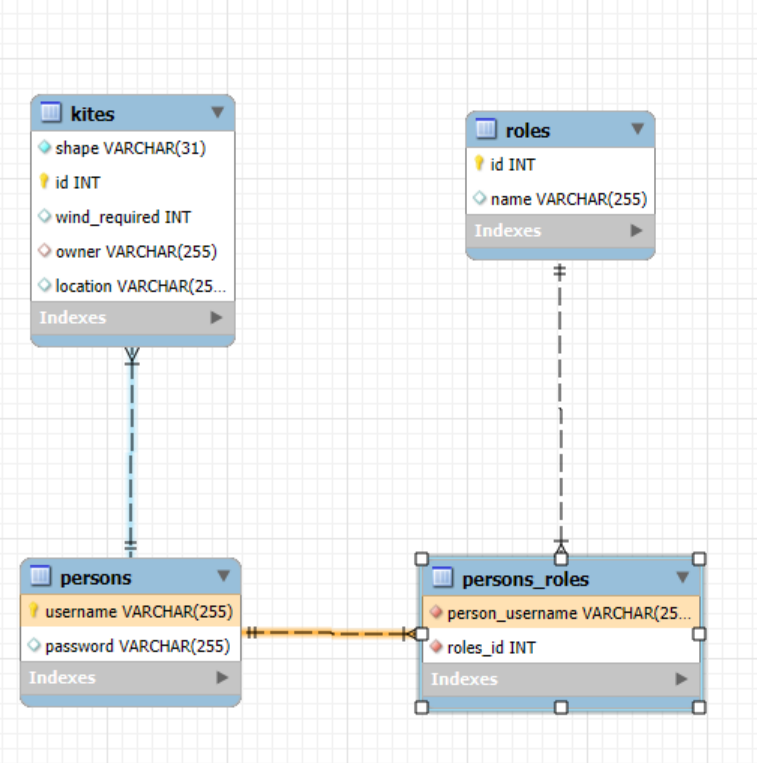 kites
shape VARCHAR(31)
id INT
wind_required INT
owner VARCHAR(255)
location VARCHAR(25...
Indexes
roles
id INT
name VARCHAR(255)
Indexes
persons
username VARCHAR(255)
password VARCHAR(255)
Indexes
persons_roles
person_username VARCHAR(25...
roles_id INT
Indexes